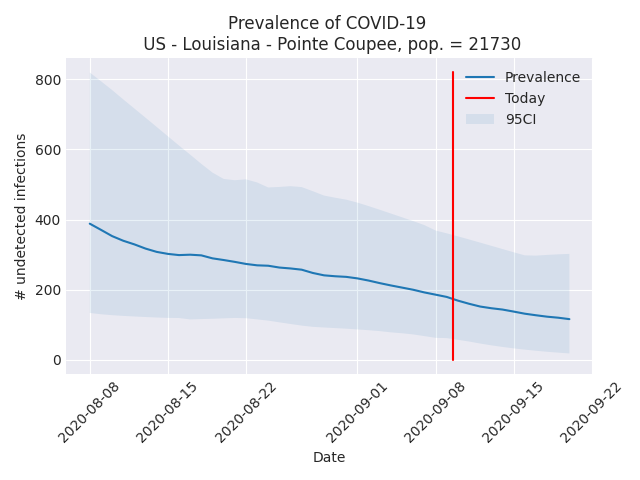 Prevalence of COVID-19
US - Louisiana - Pointe Coupee, pop. = 21730
Prevalence
Today
95CI
# undetected infections
800
600
400
200
0
2020-08-08
2020-08-15
2020-08-22
2020-09-01
2020-09-08
2020-09-15
2020-09-22
Date